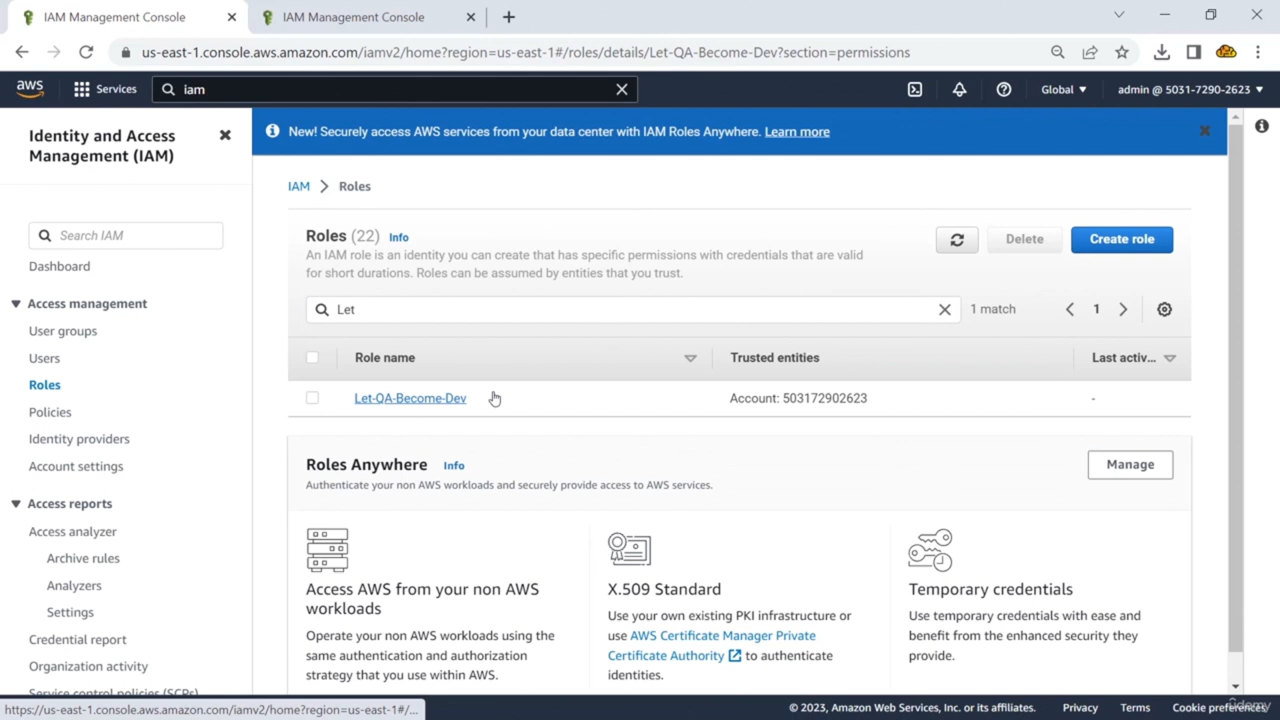 IAM Management Console
IAM Management Console
us-east-1.console.aws.amazon.com/iamv2/home?region=us-east-1#/roles/details/Let-QA-Become-Dev?section=permissions
aws
Services
iam
Global
admin @ 5031-7290-2623
Identity and Access
Management (IAM)
Search IAM
Dashboard
Access management
User groups
Users
Roles
Policies
Identity providers
Account settings
Access reports
Access analyzer
Archive rules
Analyzers
Settings
Credential report
Organization activity
Service control policies (SCPs)
New! Securely access AWS services from your data center with IAM Roles Anywhere. Learn more
IAM > Roles
Roles (22) Info
An IAM role is an identity you can create that has specific permissions with credentials that are valid
for short durations. Roles can be assumed by entities that you trust.
Delete
Create role
Let
1 match
1
Role name
Trusted entities
Last activ...
Let-QA-Become-Dev
Account: 503172902623
-
Roles Anywhere Info
Authenticate your non AWS workloads and securely provide access to AWS services.
Manage
Access AWS from your non AWS
workloads
Operate your non AWS workloads using the
same authentication and authorization
strategy that you use within AWS.
X.509 Standard
Use your own existing PKI infrastructure or
use AWS Certificate Manager Private
Certificate Authority to authenticate
identities.
Temporary credentials
Use temporary credentials with ease and
benefit from the enhanced security they
provide.
https://us-east-1.console.aws.amazon.com/iamv2/home?region=us-east-1#/...
© 2023, Amazon Web Services, Inc. or its affiliates.
Privacy
Terms
Cookie preferences
udemy